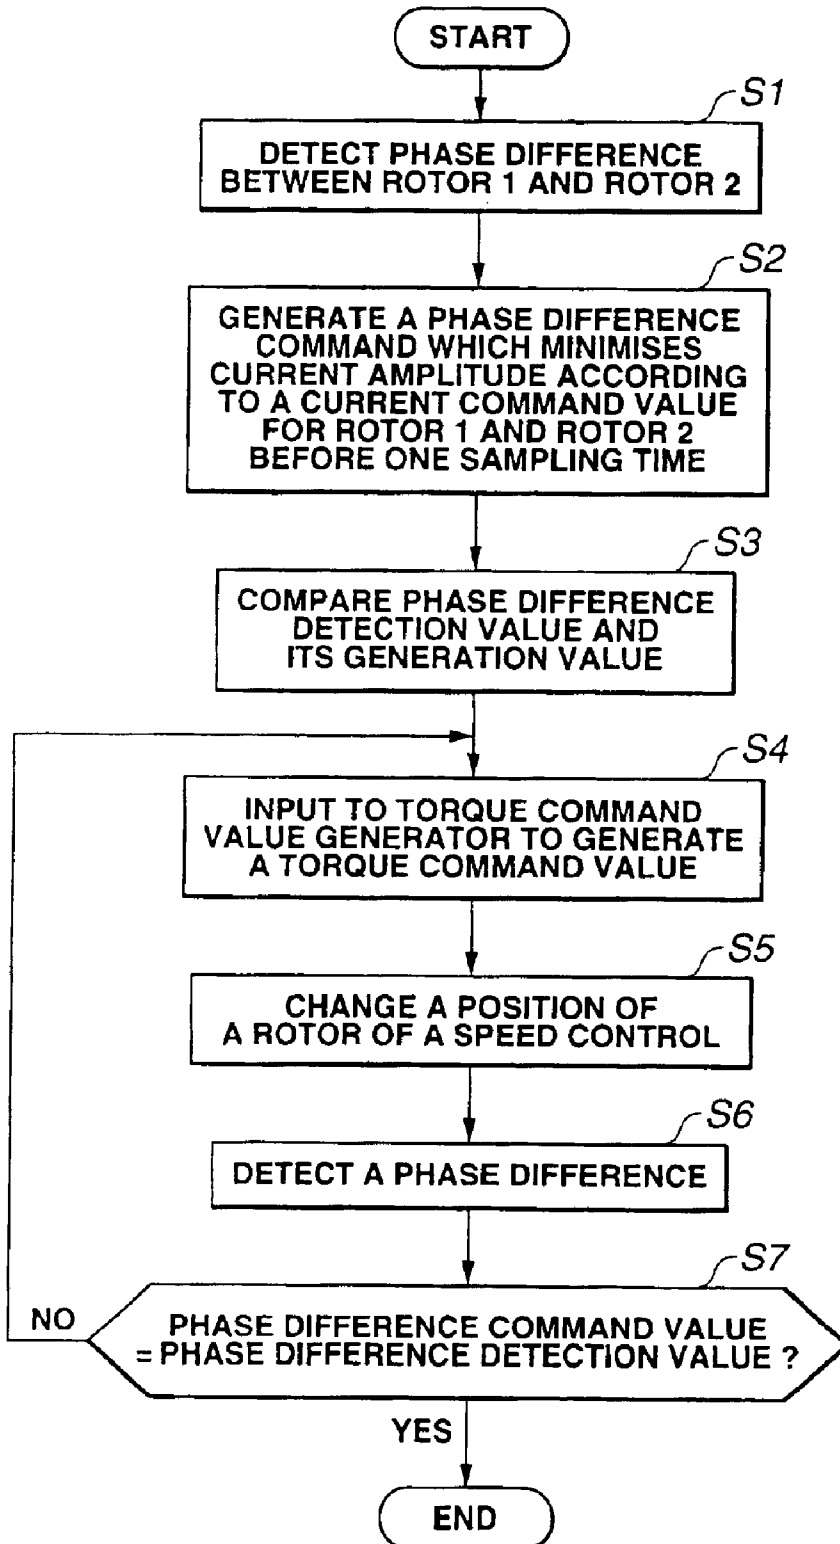 START
S1
DETECT PHASE DIFFERENCE
BETWEEN ROTOR 1 AND ROTOR 2
S2
GENERATE A PHASE DIFFERENCE
COMMAND WHICH MINIMISES
CURRENT AMPLITUDE ACCORDING
TO A CURRENT COMMAND VALUE
FOR ROTOR 1 AND ROTOR 2
BEFORE ONE SAMPLING TIME
S3
COMPARE PHASE DIFFERENCE
DETECTION VALUE AND
ITS GENERATION VALUE
S4
INPUT TO TORQUE COMMAND
VALUE GENERATOR TO GENERATE
A TORQUE COMMAND VALUE
S5
CHANGE A POSITION OF
A ROTOR OF A SPEED CONTROL
S6
DETECT A PHASE DIFFERENCE
S7
NO
PHASE DIFFERENCE COMMAND VALUE
= PHASE DIFFERENCE DETECTION VALUE ?
YES
END